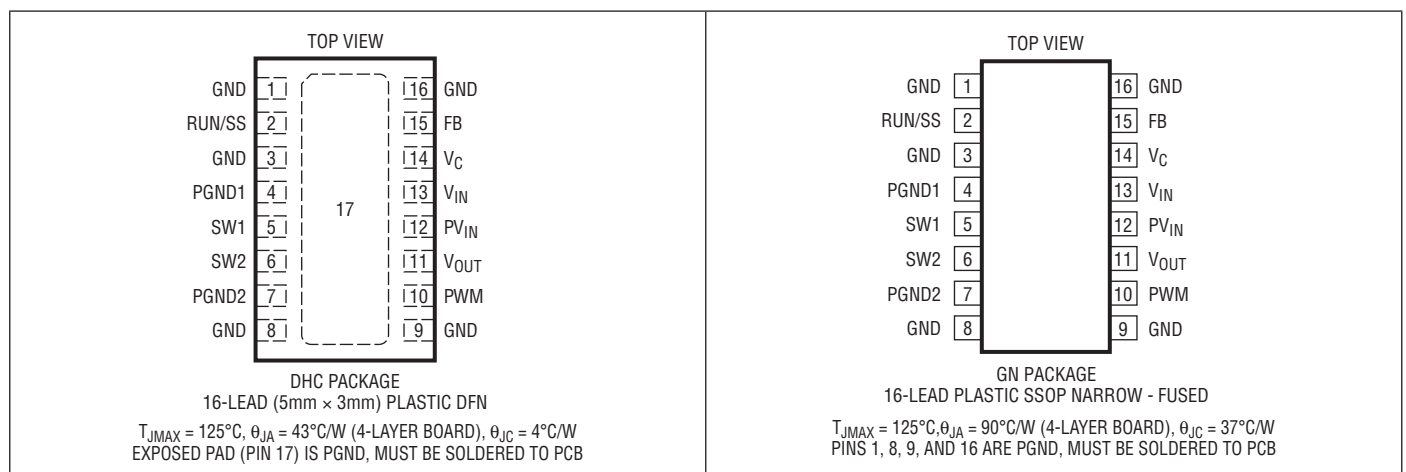 TOP VIEW
GND 1 16 GND
RUN/SS 2 15 FB
GND 3 14 VC
PGND1 4 13 VIN
17
SW1 5 12 PVIN
SW2 6 11 VOUT
PGND2 7 10 PWM
GND 8 9 GND
DHC PACKAGE
16-LEAD (5mm × 3mm) PLASTIC DFN
TJMAX = 125°C, θJA = 43°C/W (4-LAYER BOARD), θJC = 4°C/W
EXPOSED PAD (PIN 17) IS PGND, MUST BE SOLDERED TO PCB
TOP VIEW
GND 1 16 GND
RUN/SS 2 15 FB
GND 3 14 VC
PGND1 4 13 VIN
SW1 5 12 PVIN
SW2 6 11 VOUT
PGND2 7 10 PWM
GND 8 9 GND
GN PACKAGE
16-LEAD PLASTIC SSOP NARROW - FUSED
TJMAX = 125°C,θJA = 90°C/W (4-LAYER BOARD), θJC = 37°C/W
PINS 1, 8, 9, AND 16 ARE PGND, MUST BE SOLDERED TO PCB